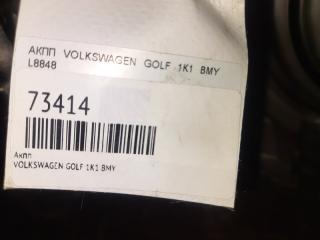 АКПП VOLKSWAGEN GOLF 1K1 BMY
L8848
73414
Акпп
VOLKSWAGEN GOLF 1K1 BMY